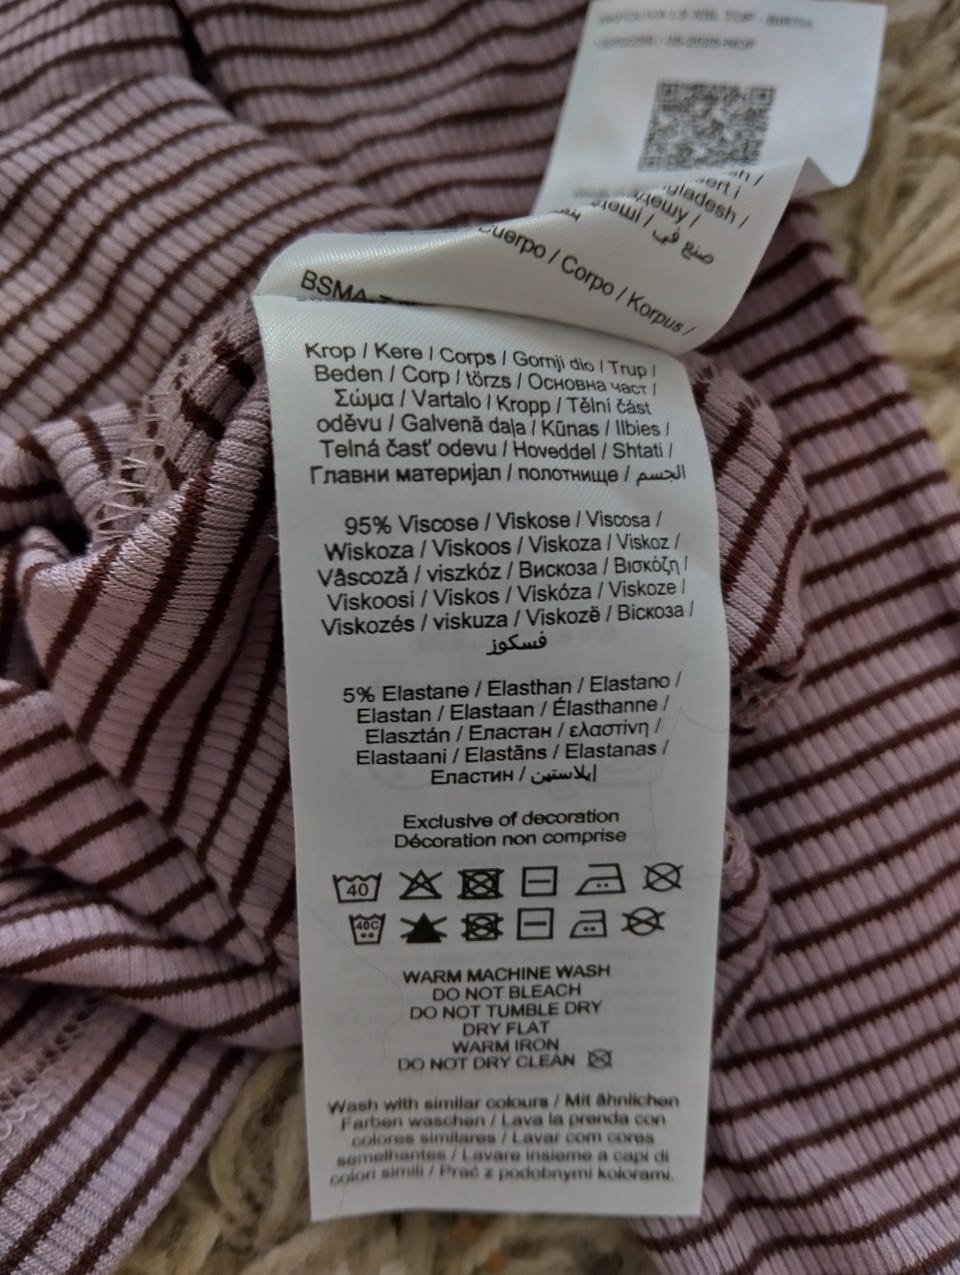 LS XSL TOP - BIRTH
Cuerpo / Corpo / Korpus /
BSMA
Krop / Kere / Corps / Gornji dio / Trup /
Beden / Corp / törzs / Основна част /
Σώμα / Vartalo / Kropp / Tělní část
oděvu / Galvenā daļa / Kūnas / Ilbies /
Telná časť odevu / Hoveddel / Shtati /
Главни материјал / полотнище / الجسم
95% Viscose / Viskose / Viscosa /
Wiskoza / Viskoos / Viskoza / Viskoz /
Vâscoză / viszkóz / Вискоза / Βισκόζη /
Viskoosi / Viskos / Viskóza / Viskoze /
Viskozés / viskuza / Viskozë / Віскоза /
فسكوز
5% Elastane / Elasthan / Elastano /
Elastan / Elastaan / Élasthanne /
Elasztán / Еластан / ελαστίνη /
Elastaani / Elastāns / Elastanas /
Еластин / إيلاستين
Exclusive of decoration
Décoration non comprise
40
40C
WARM MACHINE WASH
DO NOT BLEACH
DO NOT TUMBLE DRY
DRY FLAT
WARM IRON
DO NOT DRY CLEAN
Wash with similar colours / Mit ähnlichen
Farben waschen / Lava la prenda con
colores similares / Lavar com cores
semelhantes / Lavare insieme a capi di
colori simili / Prać z podobnymi kolorami.